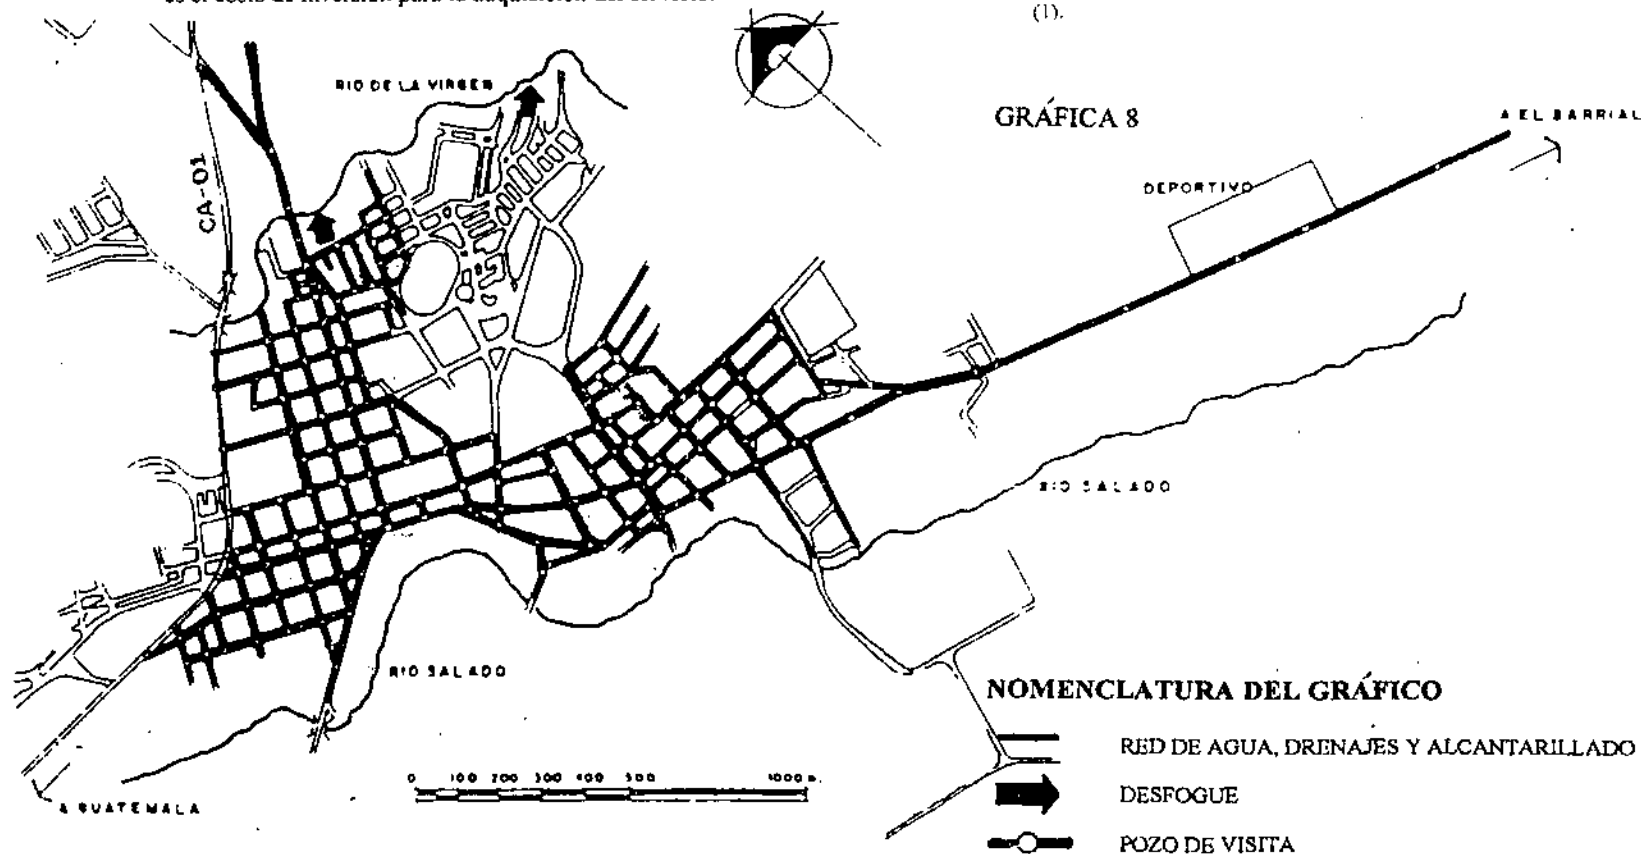 (1).
RIO DE LA VIRGEN
GRÁFICA 8
A EL BARRIAL
CA-01
DEPORTIVO
RIO SALADO
RIO SALADO
NOMENCLATURA DEL GRÁFICO
RED DE AGUA, DRENAJES Y ALCANTARILLADO
0 100 200 300 400 500 1000 m.
DESFOGUE
A GUATEMALA
POZO DE VISITA